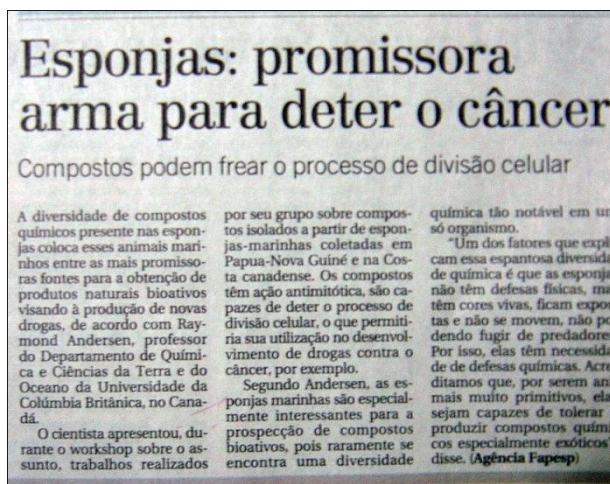 Esponjas: promissora
arma para deter o câncer
Compostos podem frear o processo de divisão celular
A diversidade de compostos
químicos presente nas espon-
jas coloca esses animais mari-
nhos entre as mais promisso-
ras fontes para a obtenção de
produtos naturais bioativos
visando à produção de novas
drogas, de acordo com Ray-
mond Andersen, professor
do Departamento de Quími-
ca e Ciências da Terra e do
Oceano da Universidade da
Colúmbia Britânica, no Cana-
dá.
O cientista apresentou, du-
rante o workshop sobre o as-
sunto, trabalhos realizados
por seu grupo sobre compos-
tos isolados a partir de espon-
jas-marinhas coletadas em
Papua-Nova Guiné e na Cos-
ta canadense. Os compostos
têm ação antimitótica, são ca-
pazes de deter o processo de
divisão celular, o que permiti-
ria sua utilização no desenvol-
vimento de drogas contra o
câncer, por exemplo.
Segundo Andersen, as es-
ponjas marinhas são especial-
mente interessantes para a
prospecção de compostos
bioativos, pois raramente se
encontra uma diversidade
química tão notável em um
só organismo.
"Um dos fatores que expli
cam essa espantosa diversida
de química é que as esponja
não têm defesas físicas, ma
têm cores vivas, ficam expos
tas e não se movem, não po
dendo fugir de predadore
Por isso, elas têm necessida
de de defesas químicas. Acre
ditamos que, por serem ani
mais muito primitivos, ela
sejam capazes de tolerar
produzir compostos quími
cos especialmente exóticos"
disse. (Agência Fapesp)